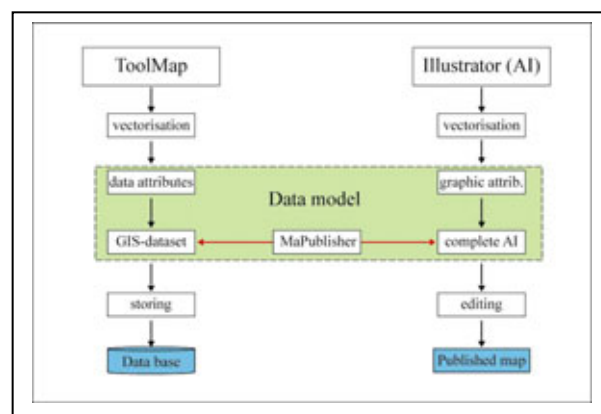 ToolMap
Illustrator (AI)
vectorisation
vectorisation
data attributes
graphic attrib.
Data model
GIS-dataset
MaPublisher
complete AI
storing
editing
Data base
Published map